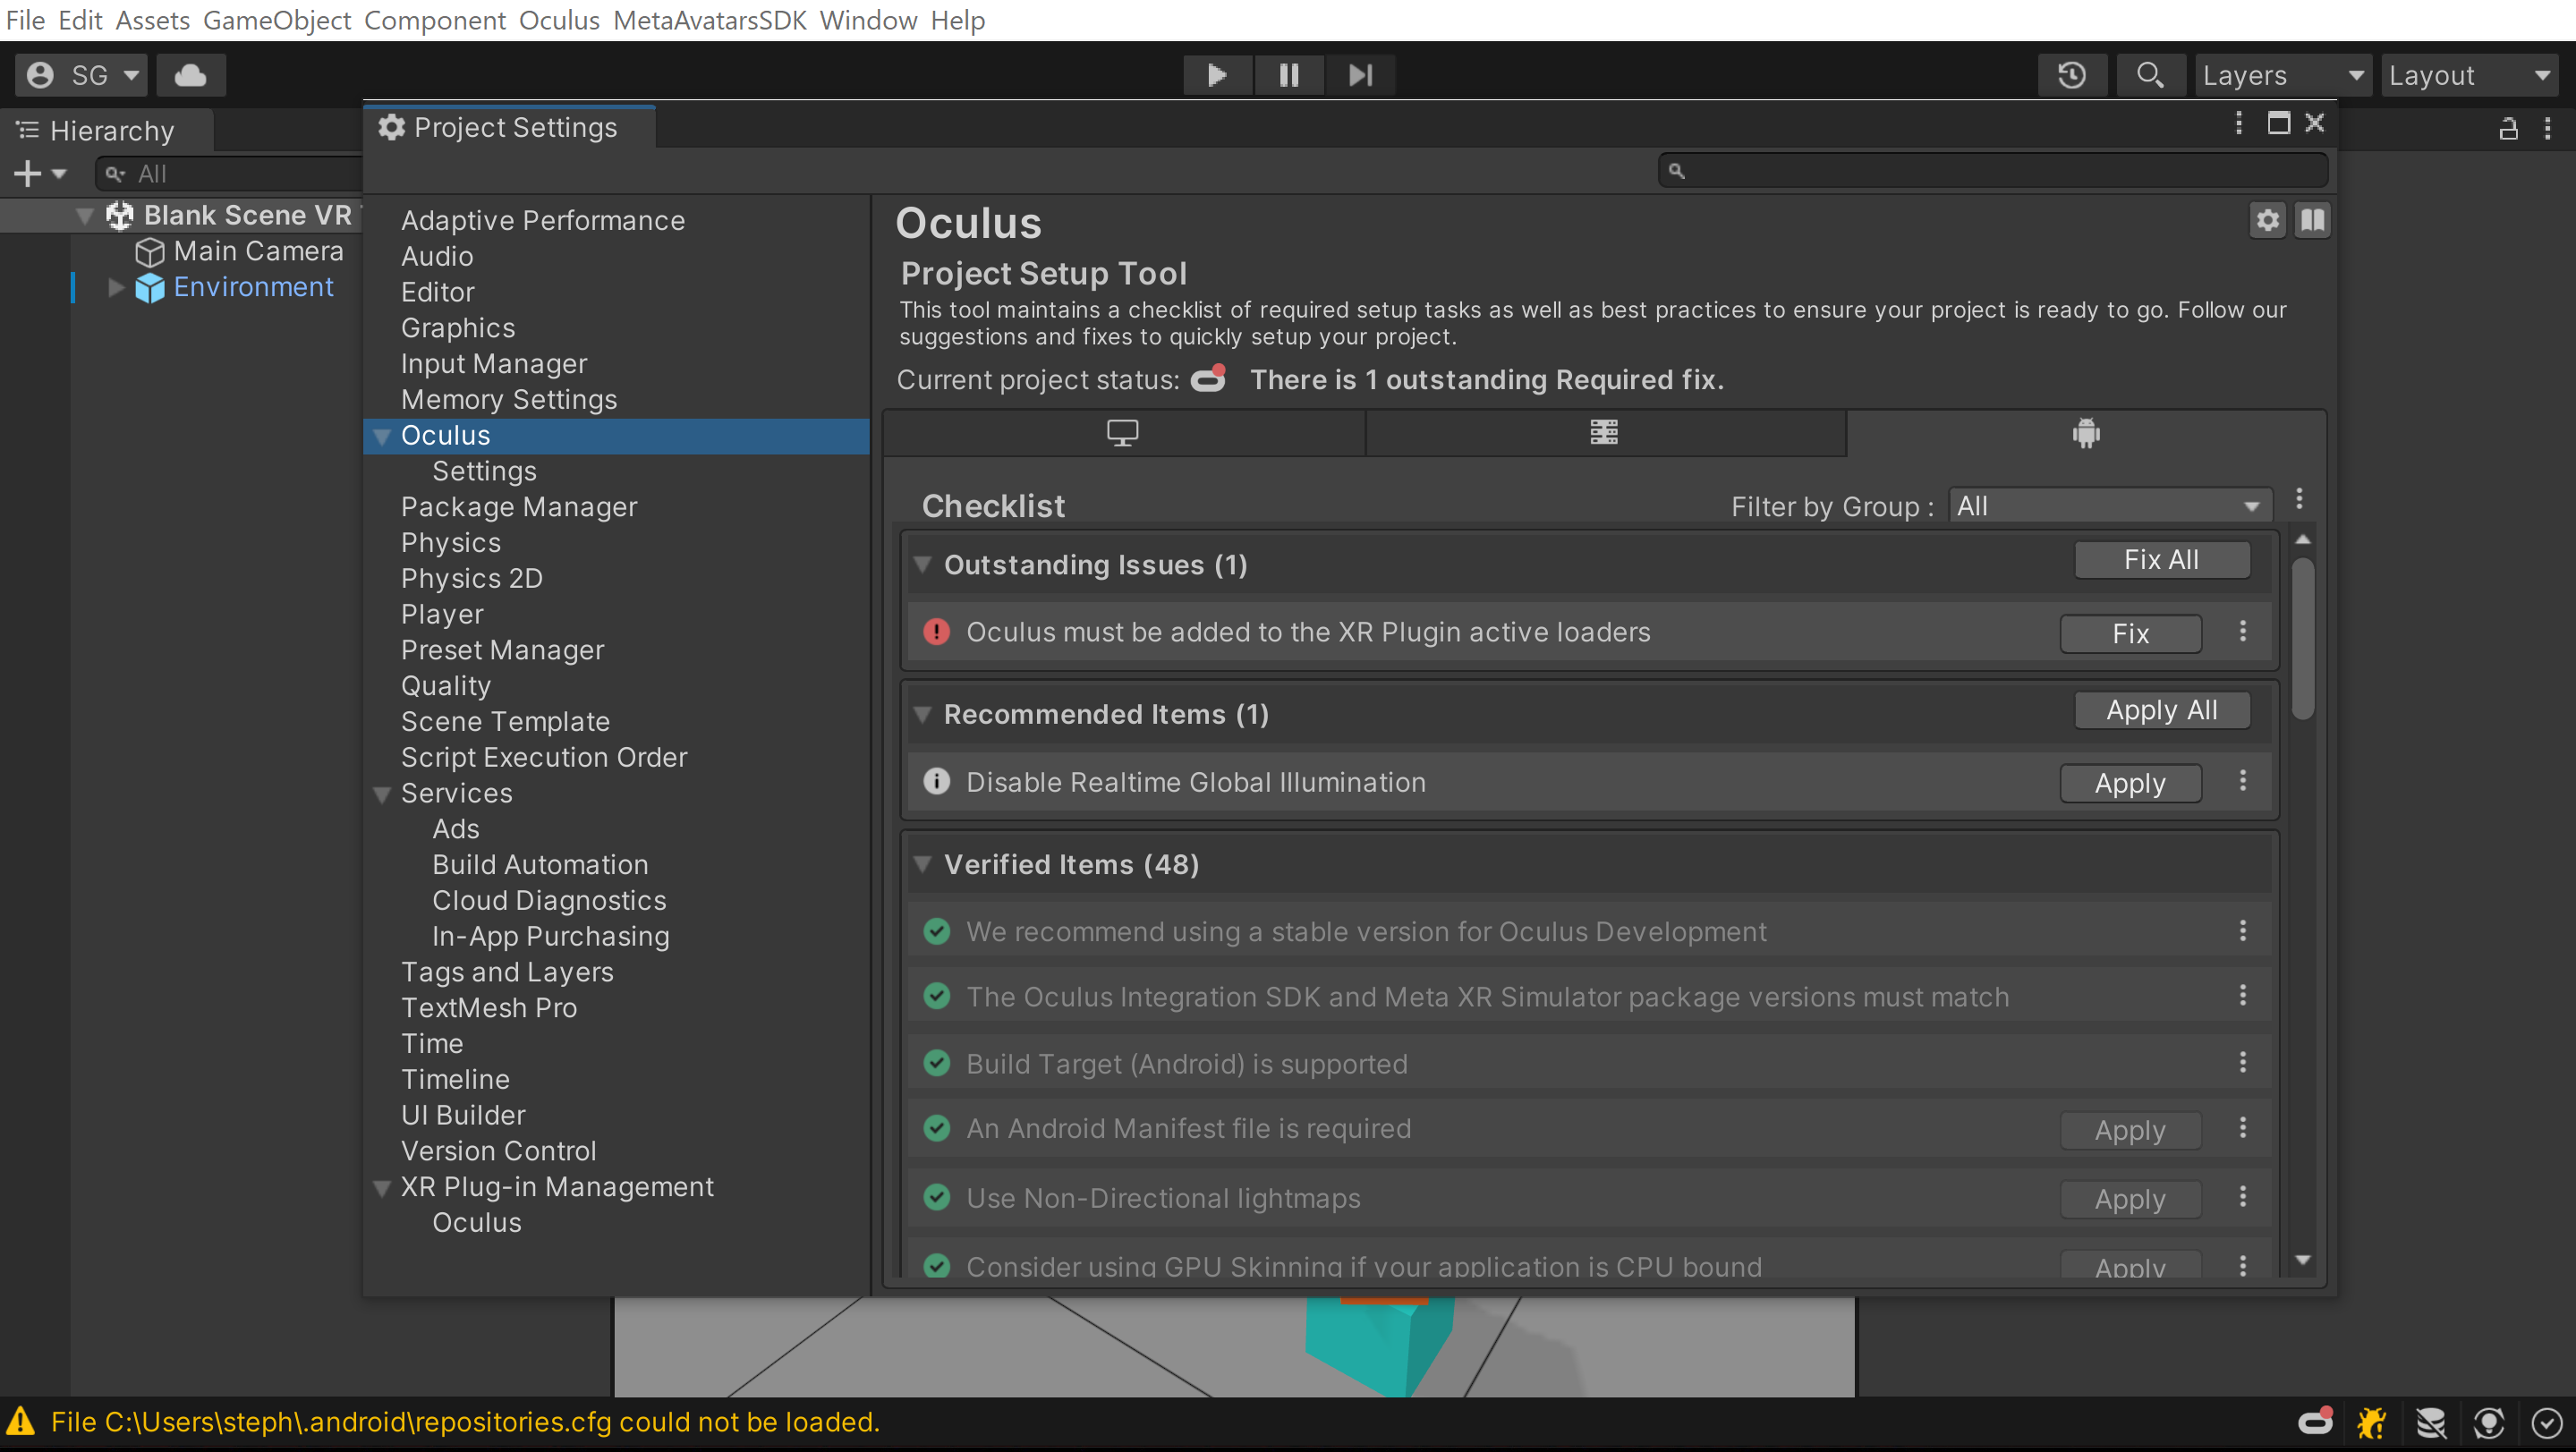 File Edit Assets GameObject Component Oculus MetaAvatarsSDK Window Help
SG
Layers
Layout
Hierarchy
All
Blank Scene VR
Main Camera
Environment
Project Settings
Adaptive Performance
Audio
Editor
Graphics
Input Manager
Memory Settings
Oculus
Settings
Package Manager
Physics
Physics 2D
Player
Preset Manager
Quality
Scene Template
Script Execution Order
Services
Ads
Build Automation
Cloud Diagnostics
In-App Purchasing
Tags and Layers
TextMesh Pro
Time
Timeline
UI Builder
Version Control
XR Plug-in Management
Oculus
Oculus
Project Setup Tool
This tool maintains a checklist of required setup tasks as well as best practices to ensure your project is ready to go. Follow our
suggestions and fixes to quickly setup your project.
Current project status: There is 1 outstanding Required fix.
Checklist
Filter by Group : All
Outstanding Issues (1) Fix All
Oculus must be added to the XR Plugin active loaders Fix
Recommended Items (1) Apply All
Disable Realtime Global Illumination Apply
Verified Items (48)
We recommend using a stable version for Oculus Development
The Oculus Integration SDK and Meta XR Simulator package versions must match
Build Target (Android) is supported
An Android Manifest file is required Apply
Use Non-Directional lightmaps Apply
Consider using GPU Skinning if your application is CPU bound Apply
File C:\Users\steph\.android\repositories.cfg could not be loaded.